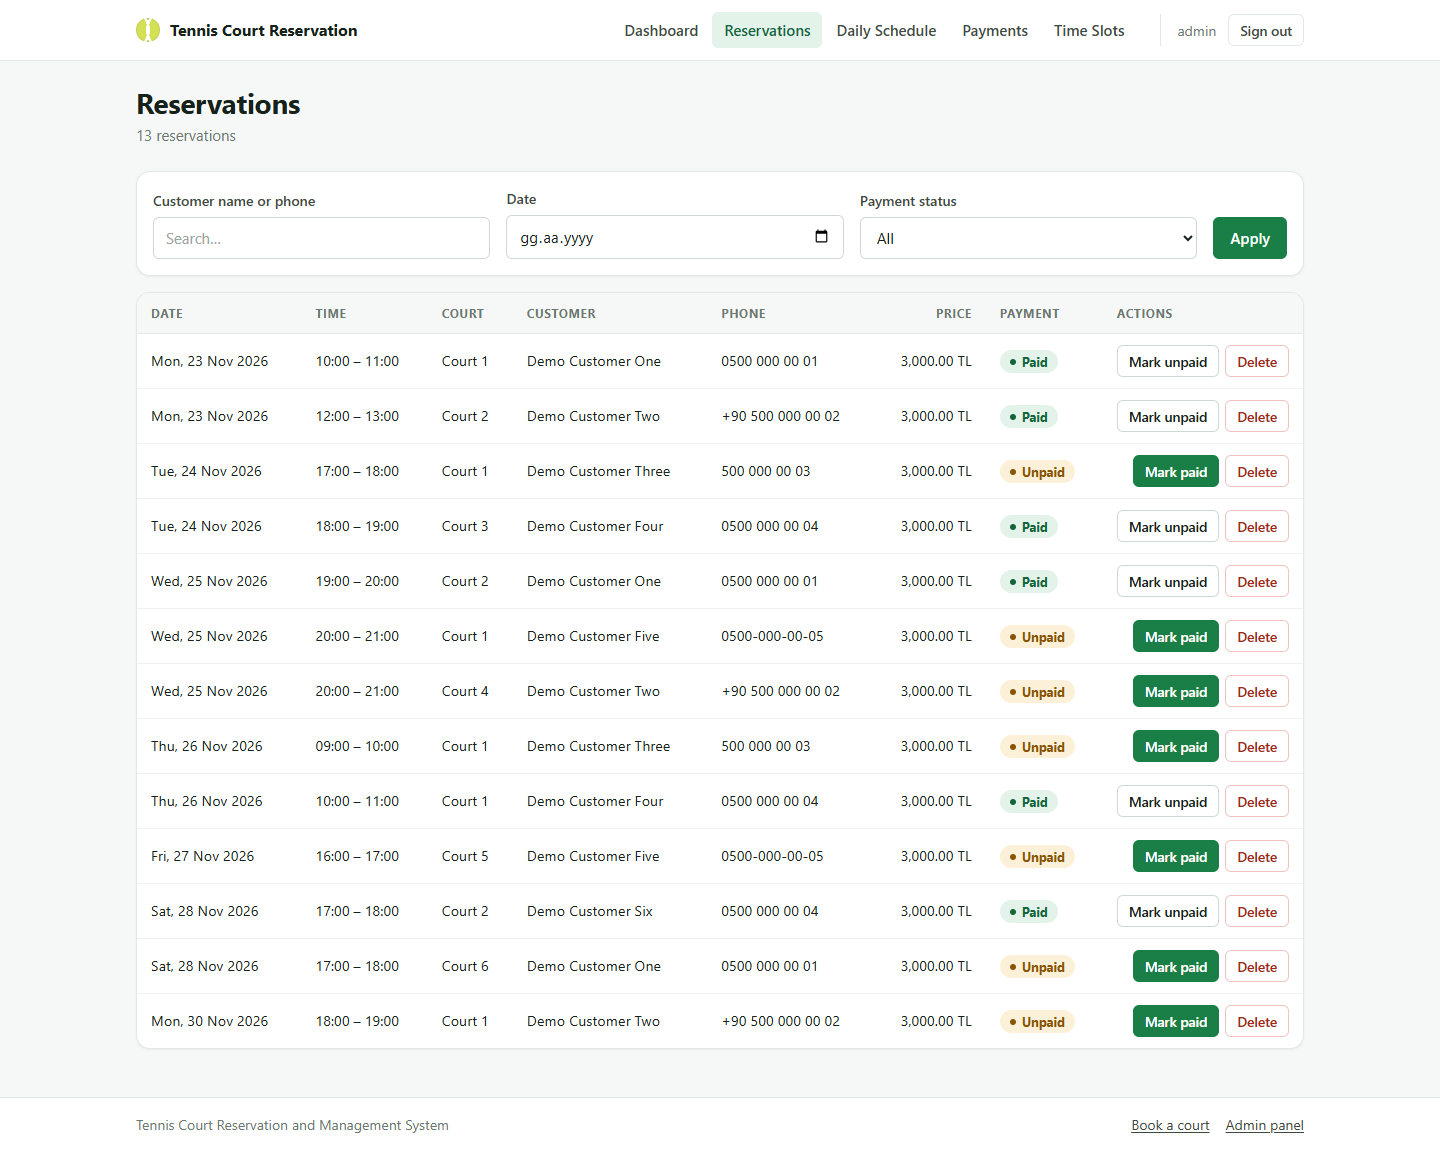 Tennis Court Reservation
Dashboard Reservations Daily Schedule Payments Time Slots admin Sign out
Reservations
13 reservations
Customer name or phone Date Payment status
Search... gg.aa.yyyy All Apply
DATE TIME COURT CUSTOMER PHONE PRICE PAYMENT ACTIONS
Mon, 23 Nov 2026 10:00 – 11:00 Court 1 Demo Customer One 0500 000 00 01 3,000.00 TL Paid Mark unpaid Delete
Mon, 23 Nov 2026 12:00 – 13:00 Court 2 Demo Customer Two +90 500 000 00 02 3,000.00 TL Paid Mark unpaid Delete
Tue, 24 Nov 2026 17:00 – 18:00 Court 1 Demo Customer Three 500 000 00 03 3,000.00 TL Unpaid Mark paid Delete
Tue, 24 Nov 2026 18:00 – 19:00 Court 3 Demo Customer Four 0500 000 00 04 3,000.00 TL Paid Mark unpaid Delete
Wed, 25 Nov 2026 19:00 – 20:00 Court 2 Demo Customer One 0500 000 00 01 3,000.00 TL Paid Mark unpaid Delete
Wed, 25 Nov 2026 20:00 – 21:00 Court 1 Demo Customer Five 0500-000-00-05 3,000.00 TL Unpaid Mark paid Delete
Wed, 25 Nov 2026 20:00 – 21:00 Court 4 Demo Customer Two +90 500 000 00 02 3,000.00 TL Unpaid Mark paid Delete
Thu, 26 Nov 2026 09:00 – 10:00 Court 1 Demo Customer Three 500 000 00 03 3,000.00 TL Unpaid Mark paid Delete
Thu, 26 Nov 2026 10:00 – 11:00 Court 1 Demo Customer Four 0500 000 00 04 3,000.00 TL Paid Mark unpaid Delete
Fri, 27 Nov 2026 16:00 – 17:00 Court 5 Demo Customer Five 0500-000-00-05 3,000.00 TL Unpaid Mark paid Delete
Sat, 28 Nov 2026 17:00 – 18:00 Court 2 Demo Customer Six 0500 000 00 04 3,000.00 TL Paid Mark unpaid Delete
Sat, 28 Nov 2026 17:00 – 18:00 Court 6 Demo Customer One 0500 000 00 01 3,000.00 TL Unpaid Mark paid Delete
Mon, 30 Nov 2026 18:00 – 19:00 Court 1 Demo Customer Two +90 500 000 00 02 3,000.00 TL Unpaid Mark paid Delete
Tennis Court Reservation and Management System Book a court Admin panel